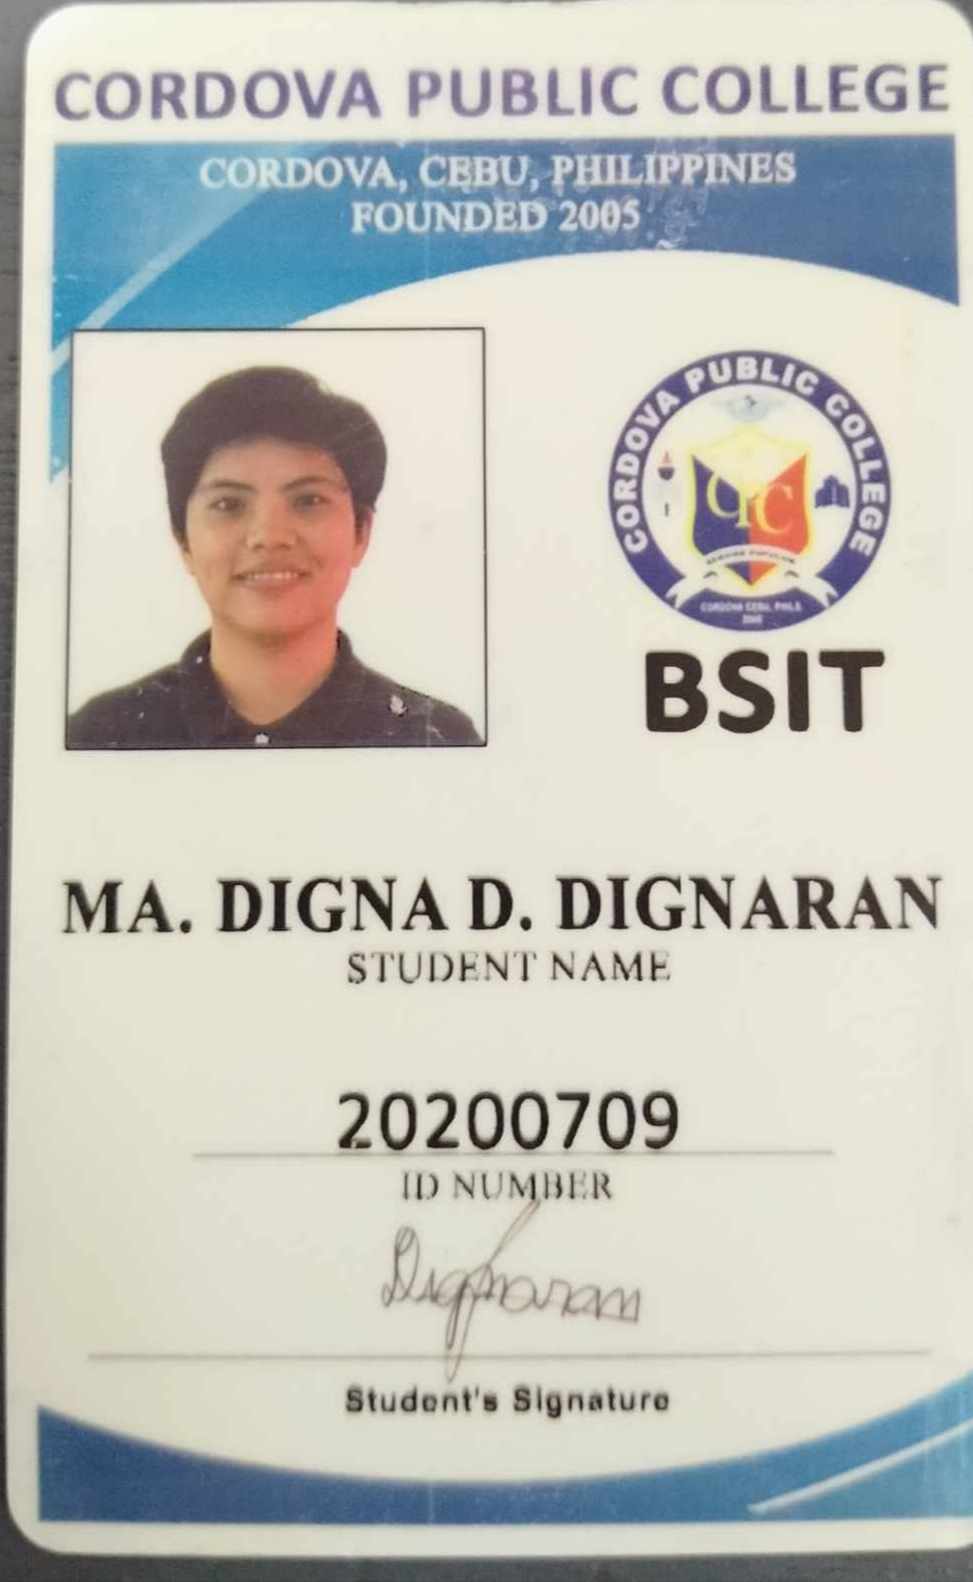 CORDOVA PUBLIC COLLEGE
CORDOVA, CEBU, PHILIPPINES
FOUNDED 2005
CORDOVA PUBLIC COLLEGE
CPC
CORDOVA CEBU, PHILS.
2005
BSIT
MA. DIGNA D. DIGNARAN
STUDENT NAME
20200709
ID NUMBER
Dignaran
Student's Signature